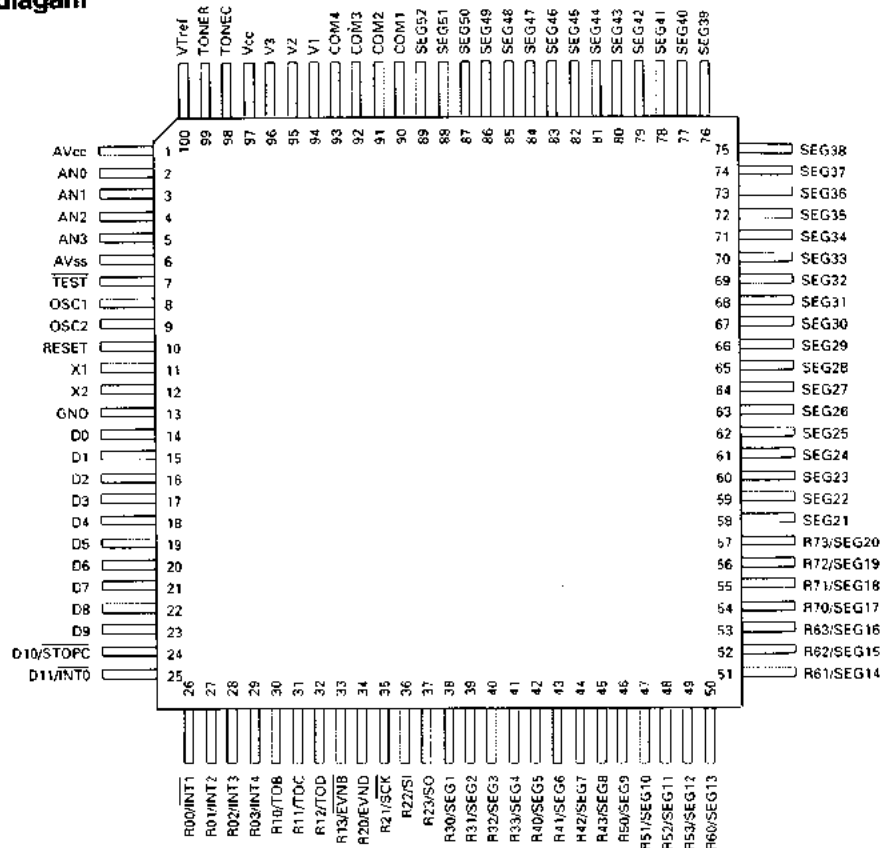 diagam
VTref
TONER
TONEC
Vcc
V3
V2
V1
COM4
COM3
COM2
COM1
SEG52
SEG51
SEG50
SEG49
SEG48
SEG47
SEG46
SEG45
SEG44
SEG43
SEG42
SEG41
SEG40
SEG39
100
99
98
97
96
95
94
93
92
91
90
89
88
87
86
85
84
83
82
81
80
79
78
77
76
AVcc 1
AN0 2
AN1 3
AN2 4
AN3 5
AVss 6
TEST 7
OSC1 8
OSC2 9
RESET 10
X1 11
X2 12
GND 13
D0 14
D1 15
D2 16
D3 17
D4 18
D5 19
D6 20
D7 21
D8 22
D9 23
D10/STOPC 24
D11/INT0 25
75 SEG38
74 SEG37
73 SEG36
72 SEG35
71 SEG34
70 SEG33
69 SEG32
68 SEG31
67 SEG30
66 SEG29
65 SEG28
64 SEG27
63 SEG26
62 SEG25
61 SEG24
60 SEG23
59 SEG22
58 SEG21
57 R73/SEG20
56 R72/SEG19
55 R71/SEG18
54 R70/SEG17
53 R63/SEG16
52 R62/SEG15
51 R61/SEG14
26
27
28
29
30
31
32
33
34
35
36
37
38
39
40
41
42
43
44
45
46
47
48
49
50
R00/INT1
R01/INT2
R02/INT3
R03/INT4
R10/TOB
R11/TOC
R12/TOD
R13/EVNB
R20/EVND
R21/SCK
R22/SI
R23/SO
R30/SEG1
R31/SEG2
R32/SEG3
R33/SEG4
R40/SEG5
R41/SEG6
R42/SEG7
R43/SEG8
R50/SEG9
R51/SEG10
R52/SEG11
R53/SEG12
R60/SEG13